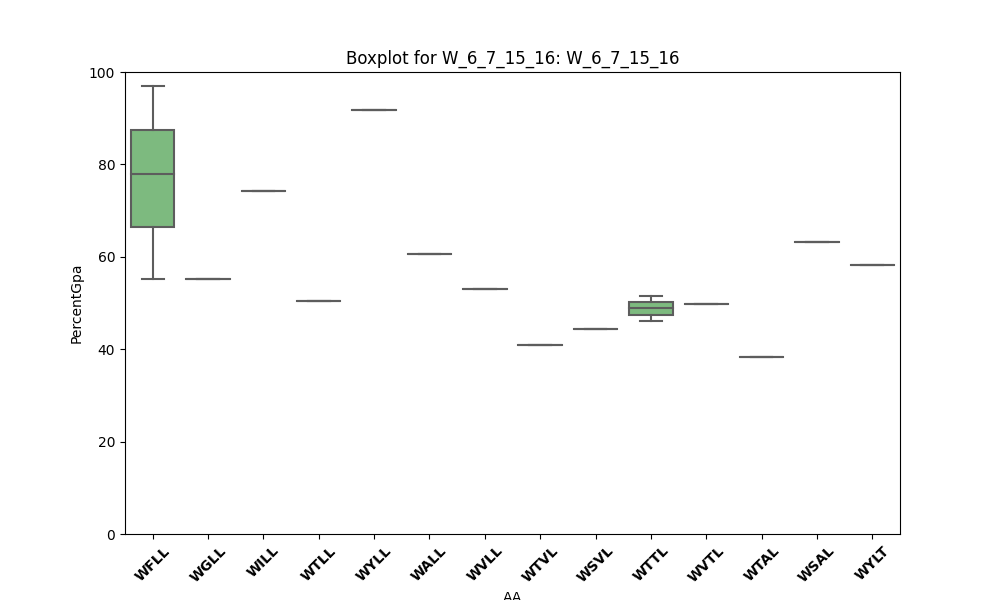 Boxplot for W_6_7_15_16: W_6_7_15_16
100
80
60
40
20
0
PercentGpa
WFLL
WGLL
WILL
WTLL
WYLL
WALL
WVLL
WTVL
WSVL
WTTL
WVTL
WTAL
WSAL
WYLT
AA